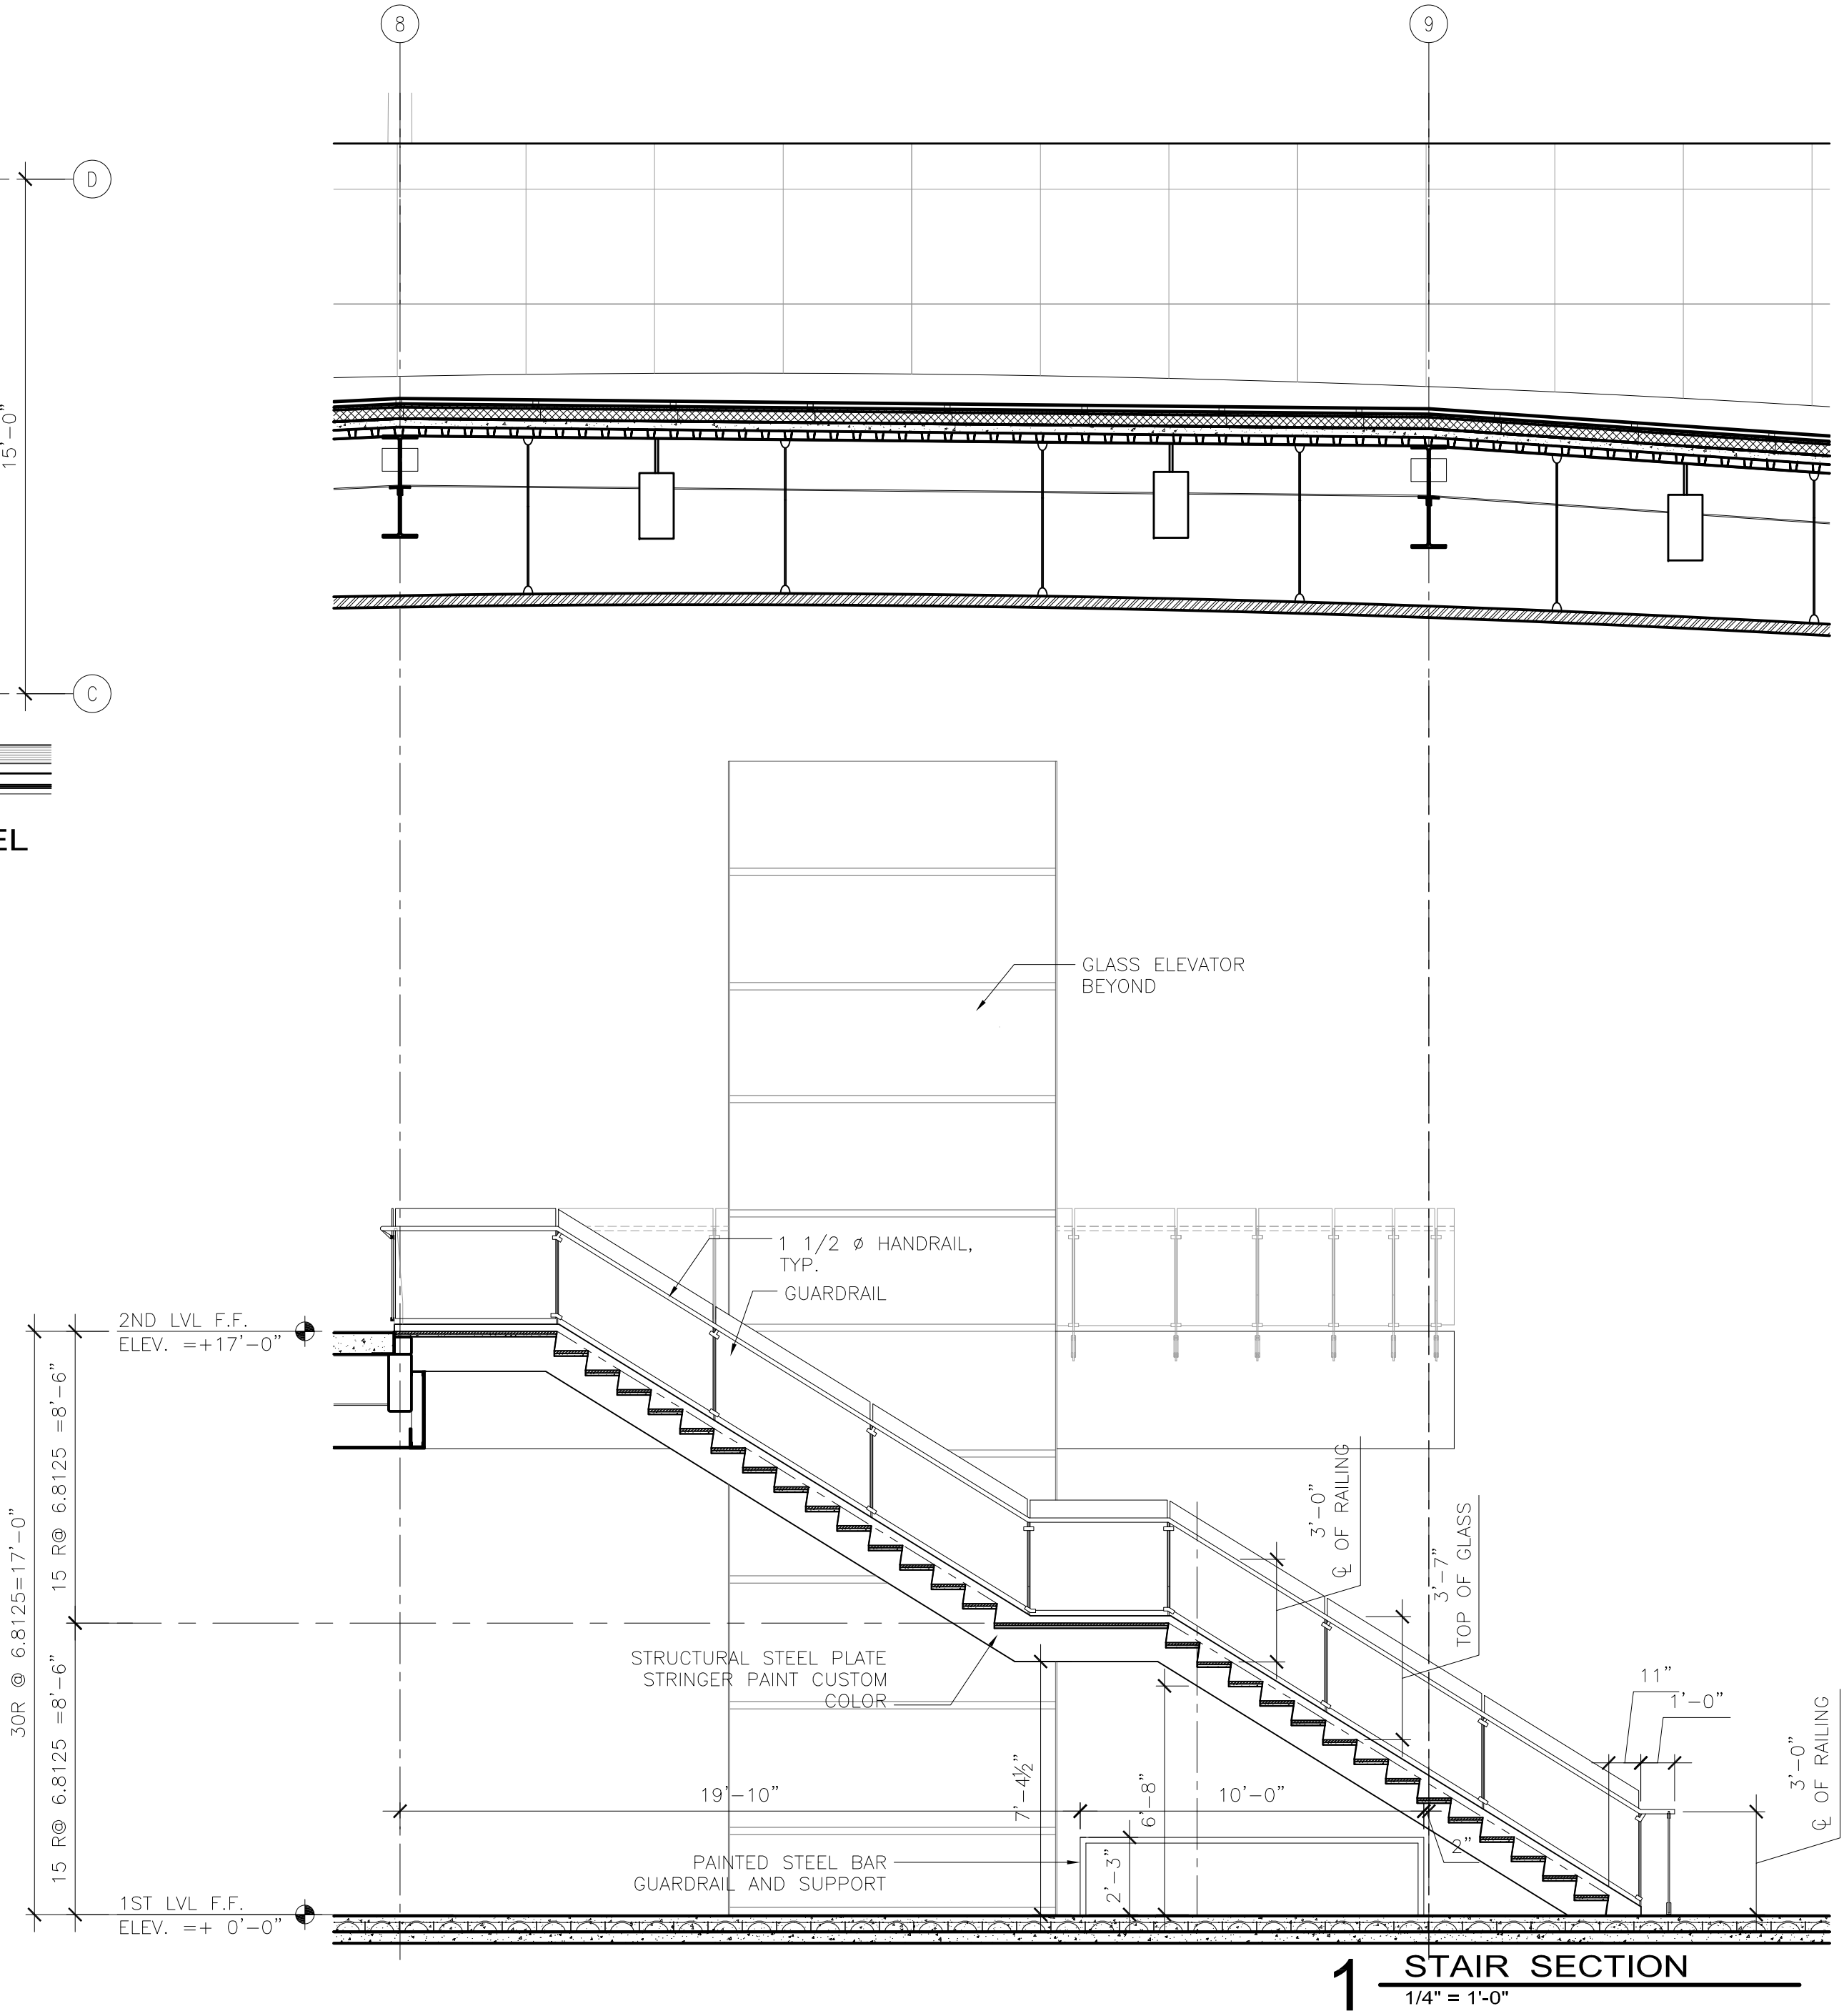 8
9
D
15'-0"
C
EL
GLASS ELEVATOR
BEYOND
1 1/2 ø HANDRAIL,
TYP.
GUARDRAIL
2ND LVL F.F.
ELEV. =+17'-0"
30R @ 6.8125=17'-0"
15 R@ 6.8125 =8'-6"
15 R@ 6.8125 =8'-6"
3'-0"
℄ OF RAILING
3'-7"
TOP OF GLASS
STRUCTURAL STEEL PLATE
STRINGER PAINT CUSTOM
COLOR
11"
1'-0"
3'-0"
℄ OF RAILING
19'-10"
7'-4½"
6'-8"
10'-0"
2"
2'-3"
PAINTED STEEL BAR
GUARDRAIL AND SUPPORT
1ST LVL F.F.
ELEV. =+ 0'-0"
1 STAIR SECTION
1/4" = 1'-0"